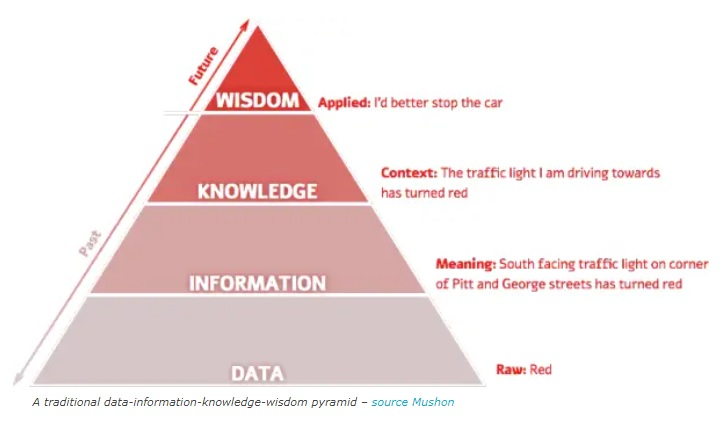 Future
WISDOM
Applied: I'd better stop the car
KNOWLEDGE
Context: The traffic light I am driving towards
has turned red
Past
INFORMATION
Meaning: South facing traffic light on corner
of Pitt and George streets has turned red
DATA
Raw: Red
A traditional data-information-knowledge-wisdom pyramid – source Mushon